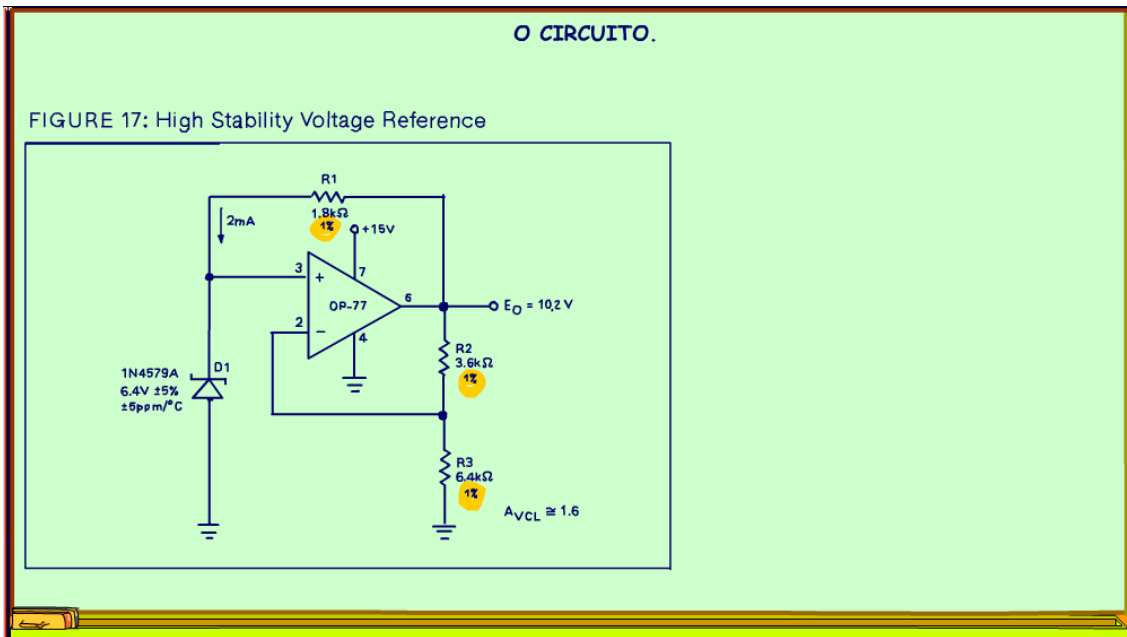 O CIRCUITO.
FIGURE 17: High Stability Voltage Reference
R1
1.8kΩ
1%
2mA
+15V
3
+
7
OP-77
6
E_O = 10,2 V
2
−
4
R2
3.6kΩ
1%
1N4579A
D1
6.4V ±5%
±5ppm/°C
R3
6.4kΩ
1%
A_VCL ≅ 1.6